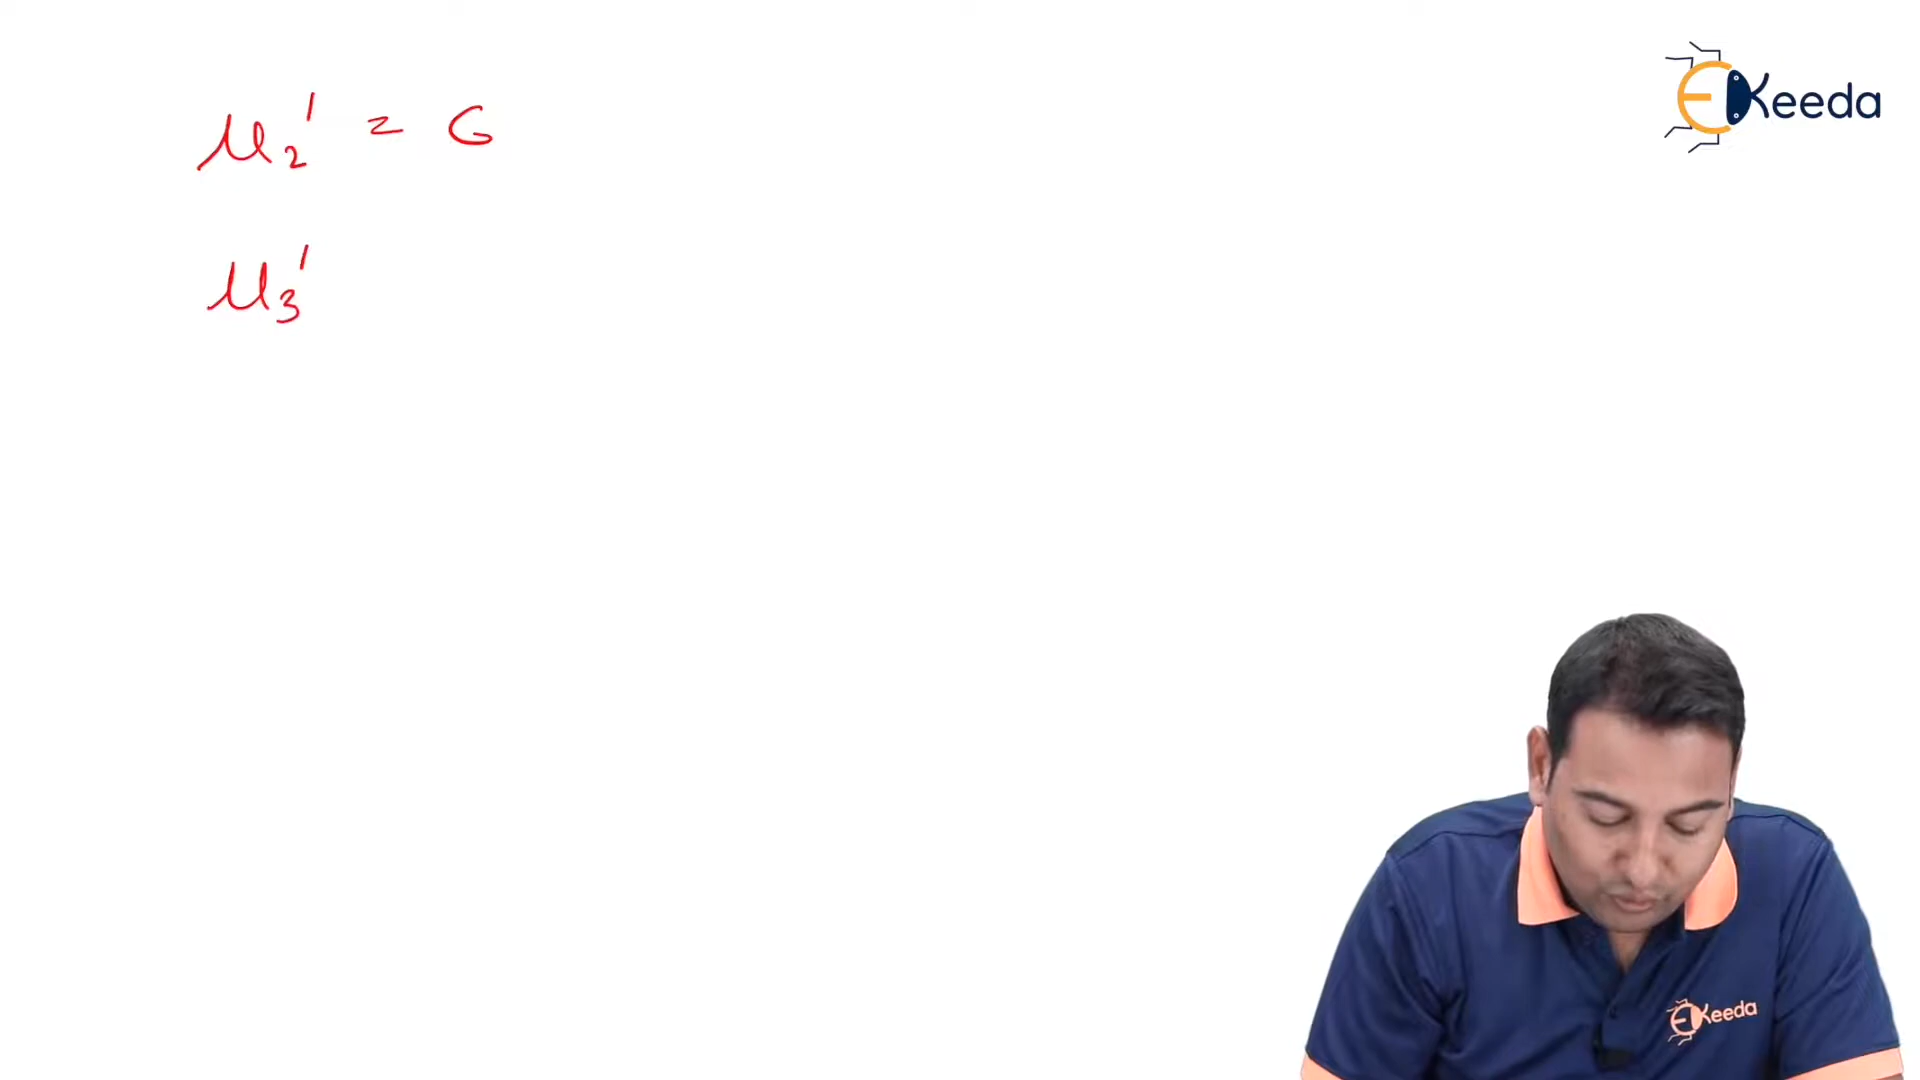 EKeeda
μ₂' = 6
μ₃'
EKeeda